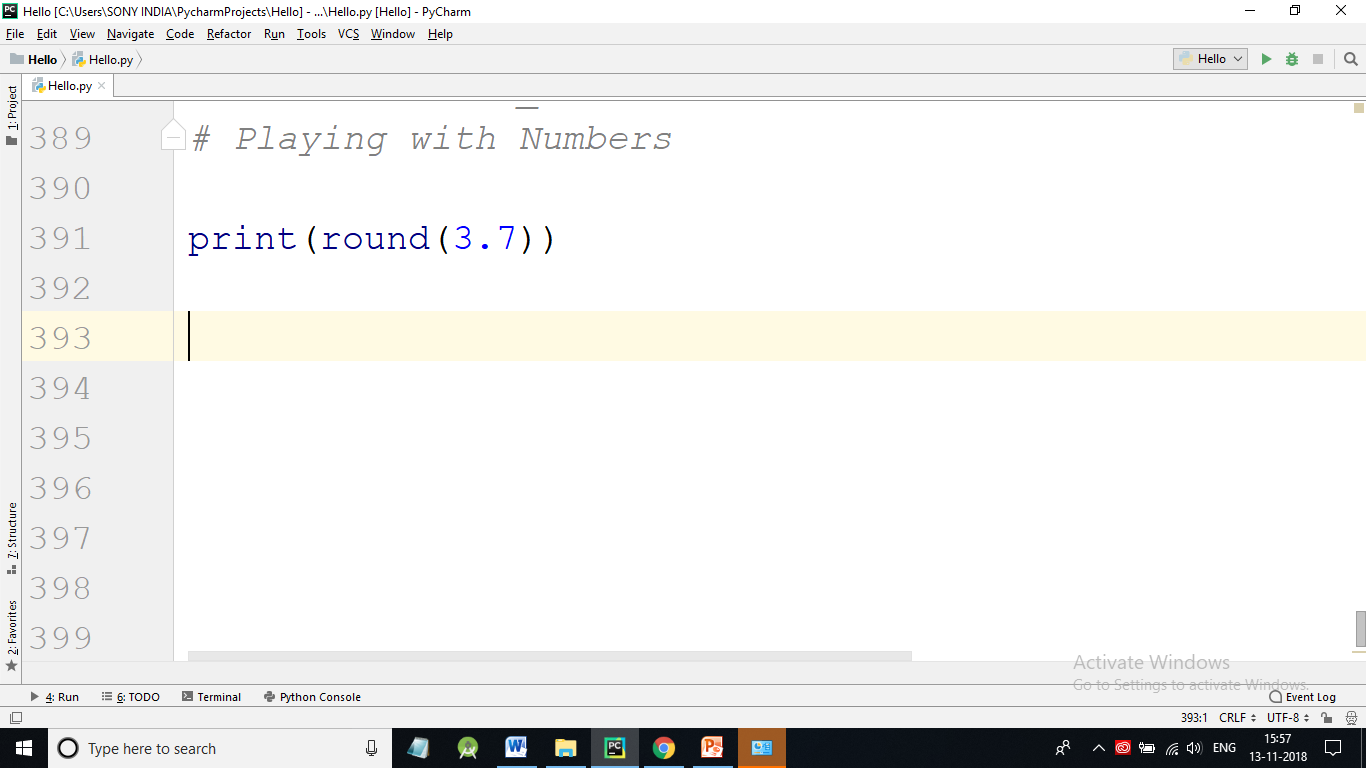 PC Hello [C:\Users\SONY INDIA\PycharmProjects\Hello] - ...\Hello.py [Hello] - PyCharm
File Edit View Navigate Code Refactor Run Tools VCS Window Help
Hello Hello.py Hello
1: Project
Hello.py
389 # Playing with Numbers
390
391 print(round(3.7))
392
393
394
395
396
397
398
399
7: Structure
2: Favorites
Activate Windows
Go to Settings to activate Windows.
4: Run 6: TODO Terminal Python Console Event Log
393:1 CRLF UTF-8
Type here to search
W PC P
ENG
15:57
13-11-2018